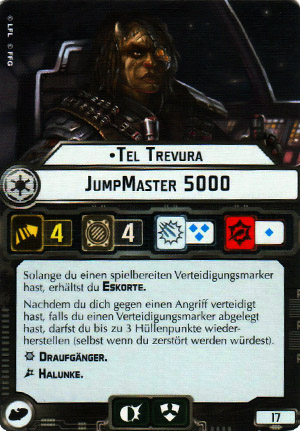 © LFL © FFG
•Tel Trevura
JumpMaster 5000
4
4
Solange du einen spielbereiten Verteidigungsmarker
hast, erhältst du Eskorte.
Nachdem du dich gegen einen Angriff verteidigt
hast, falls du einen Verteidigungsmarker abgelegt
hast, darfst du bis zu 3 Hüllenpunkte wieder-
herstellen (selbst wenn du zerstört werden würdest).
Draufgänger.
Halunke.
17